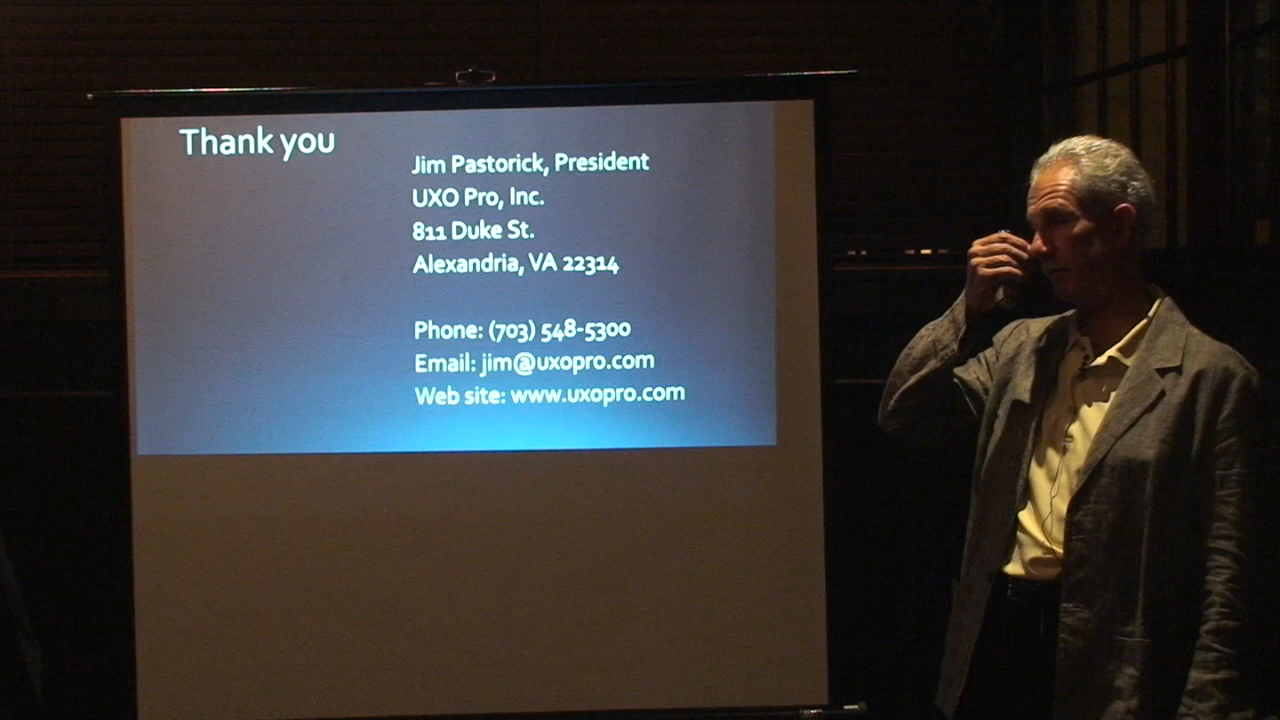 Thank you
Jim Pastorick, President
UXO Pro, Inc.
811 Duke St.
Alexandria, VA 22314
Phone: (703) 548-5300
Email: jim@uxopro.com
Web site: www.uxopro.com